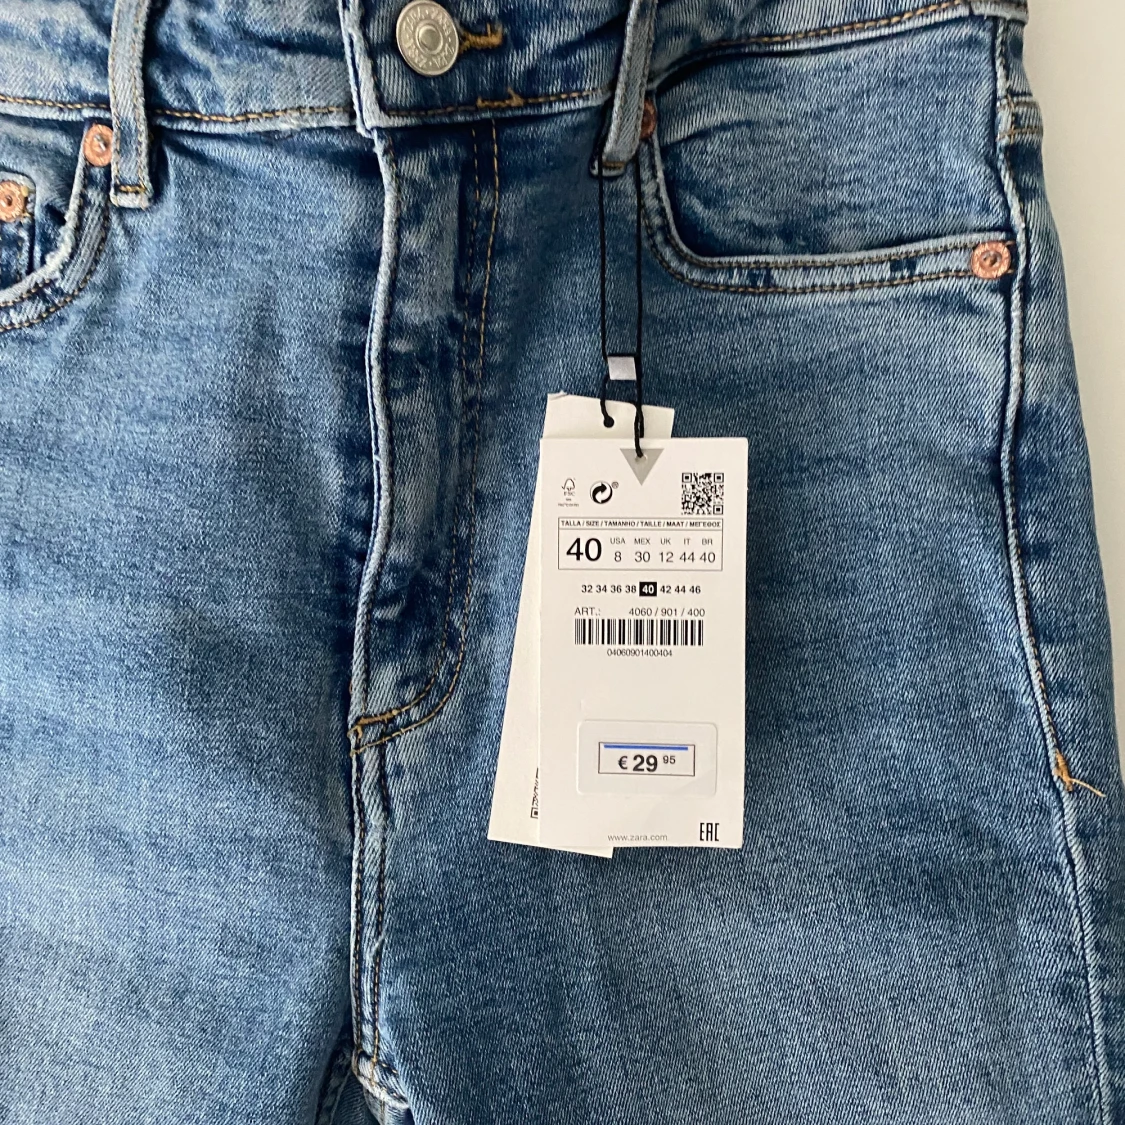 FSC
®
TALLA / SIZE / TAMANHO / TAILLE / MAAT / ΜΕΓΕΘΟΣ
40 USA MEX UK IT BR
8 30 12 44 40
32 34 36 38 40 42 44 46
ART.: 4060 / 901 / 400
04060901400404
€ 29 95
www.zara.com EAC